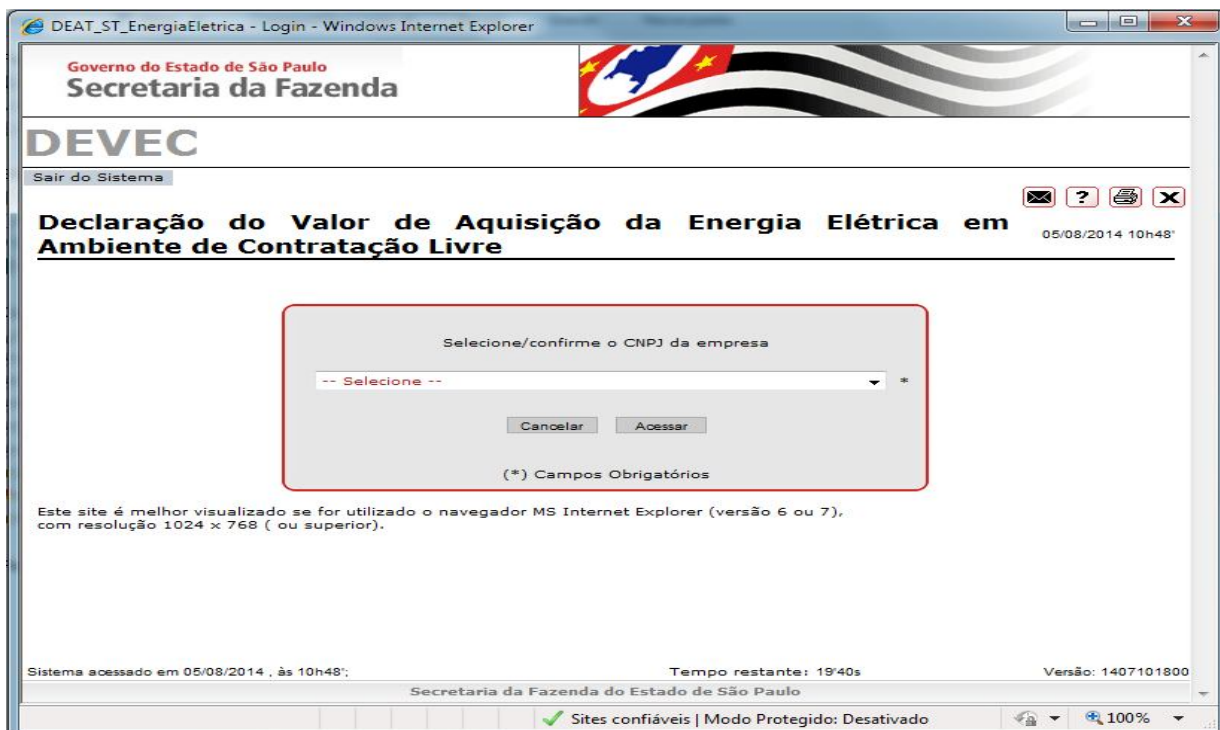 DEAT_ST_EnergiaEletrica - Login - Windows Internet Explorer
Governo do Estado de São Paulo
Secretaria da Fazenda
DEVEC
Sair do Sistema
Declaração do Valor de Aquisição da Energia Elétrica em
Ambiente de Contratação Livre
05/08/2014 10h48'
Selecione/confirme o CNPJ da empresa
-- Selecione -- *
Cancelar Acessar
(*) Campos Obrigatórios
Este site é melhor visualizado se for utilizado o navegador MS Internet Explorer (versão 6 ou 7),
com resolução 1024 x 768 ( ou superior).
Sistema acessado em 05/08/2014 , às 10h48'; Tempo restante: 19'40s Versão: 1407101800
Secretaria da Fazenda do Estado de São Paulo
Sites confiáveis | Modo Protegido: Desativado 100%